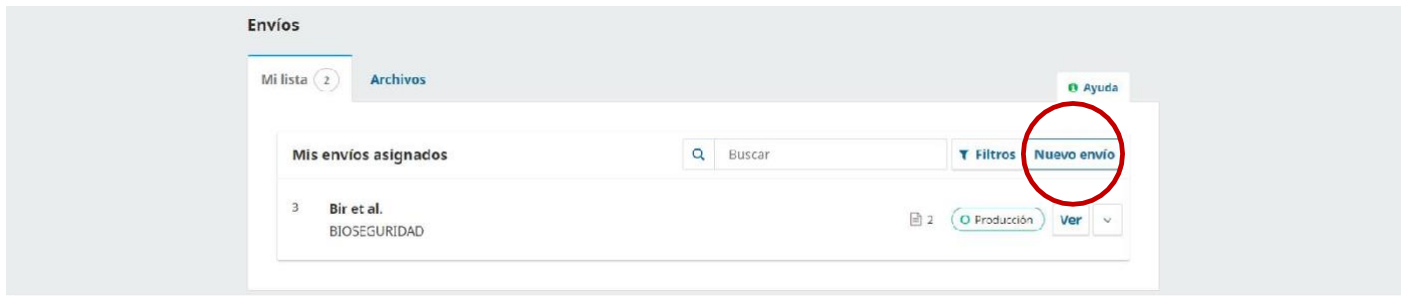 Envíos
Mi lista 2 Archivos
Ayuda
Mis envíos asignados Buscar Filtros Nuevo envío
3 Bir et al. 2 Producción Ver
BIOSEGURIDAD